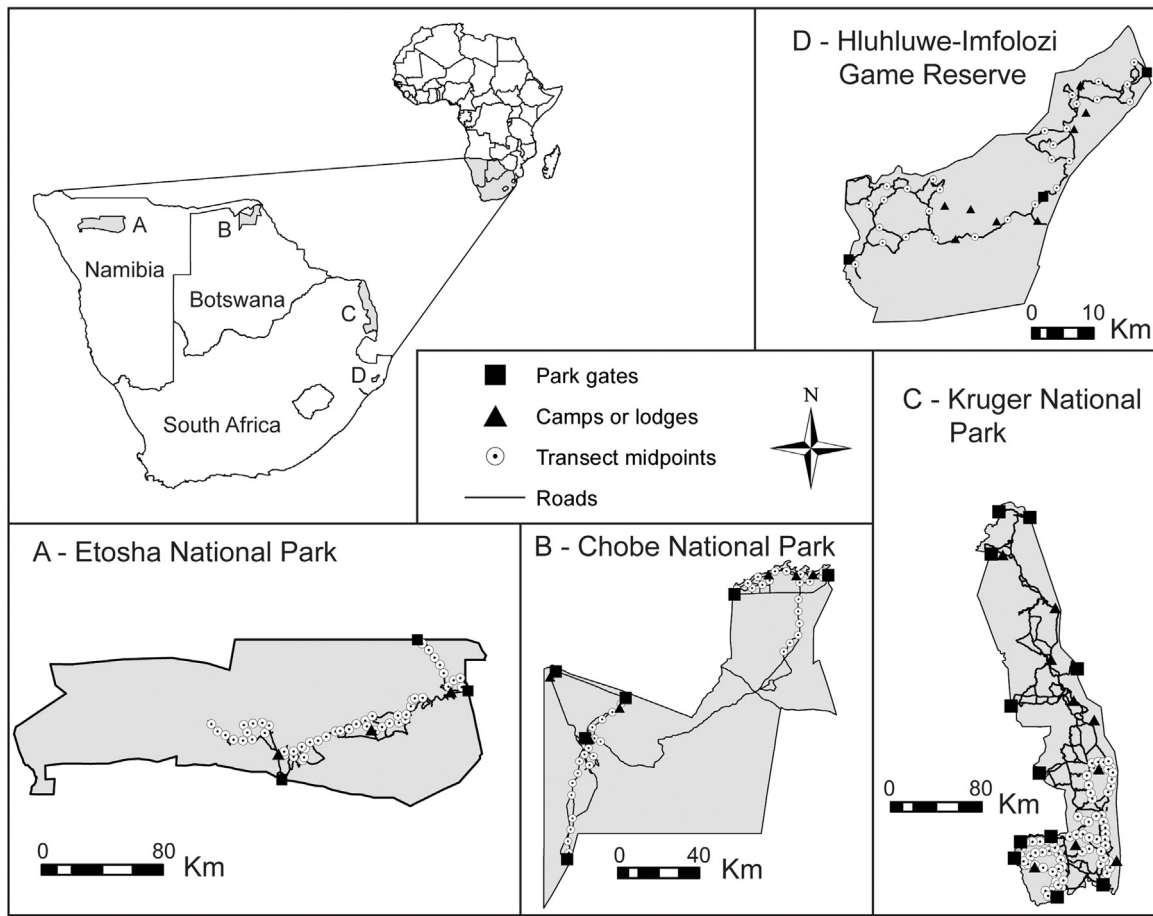 A
B
Namibia
Botswana
C
D
South Africa
D - Hluhluwe-Imfolozi
Game Reserve
0 10
Km
Park gates
Camps or lodges
Transect midpoints
Roads
N
C - Kruger National
Park
0 80
Km
A - Etosha National Park
0 80
Km
B - Chobe National Park
0 40
Km